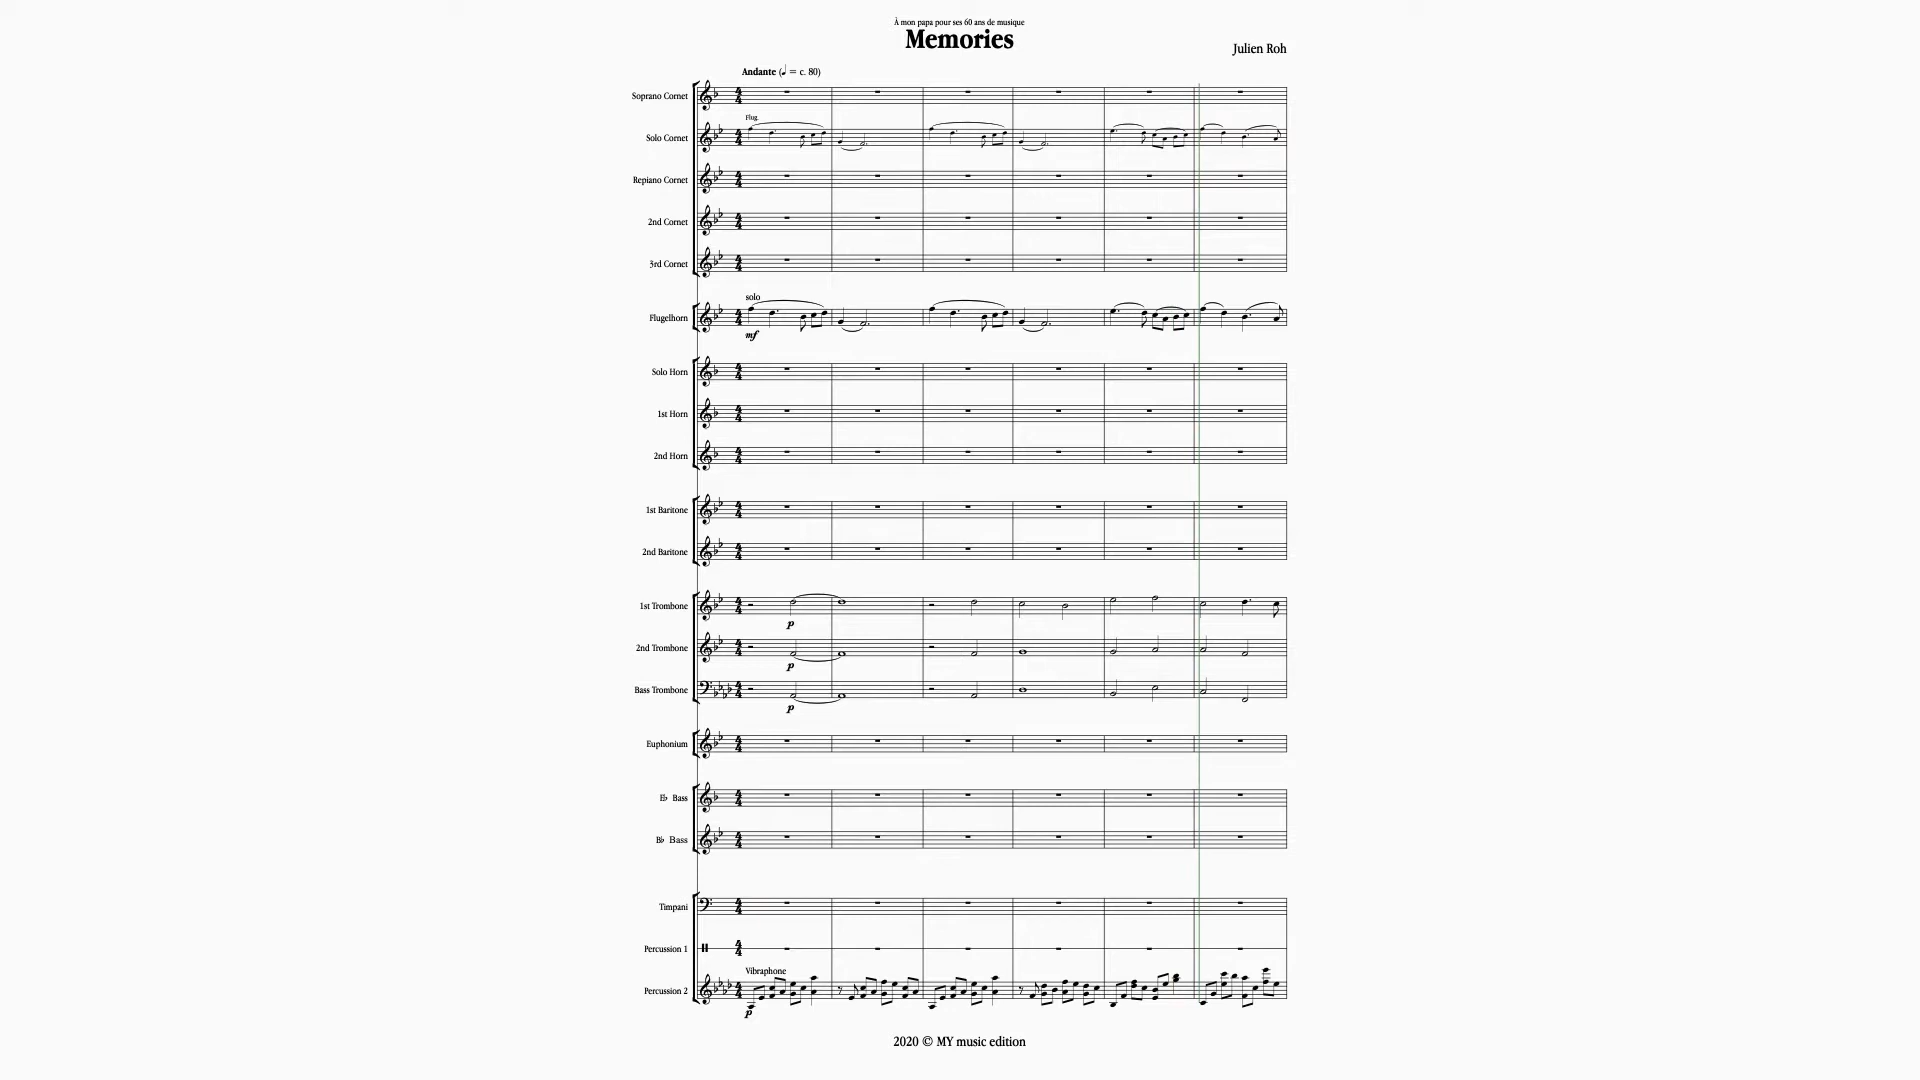 À mon papa pour ses 60 ans de musique
Memories
Julien Roh
Andante (♩ = c. 80)
Soprano Cornet
Flug.
Solo Cornet
Repiano Cornet
2nd Cornet
3rd Cornet
solo
Flugelhorn
mf
Solo Horn
1st Horn
2nd Horn
1st Baritone
2nd Baritone
1st Trombone
p
2nd Trombone
p
Bass Trombone
p
Euphonium
E♭ Bass
B♭ Bass
Timpani
Percussion 1
Vibraphone
Percussion 2
p
2020 © MY music edition